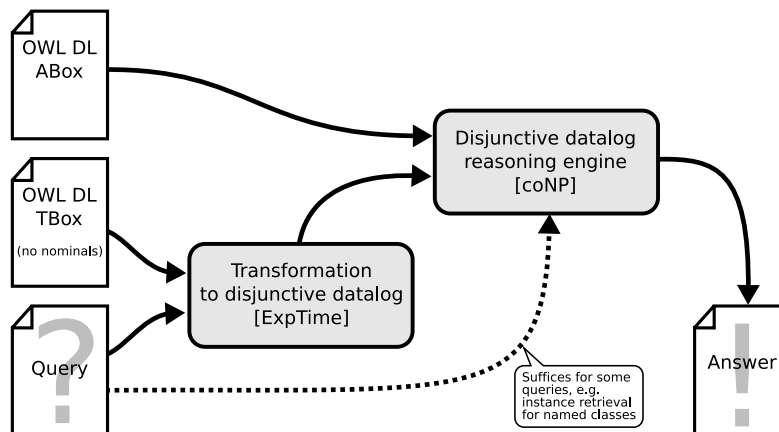 OWL DL
ABox
OWL DL
TBox
(no nominals)
Query
?
Transformation
to disjunctive datalog
[ExpTime]
Disjunctive datalog
reasoning engine
[coNP]
Suffices for some
queries, e.g.
instance retrieval
for named classes
Answer
!